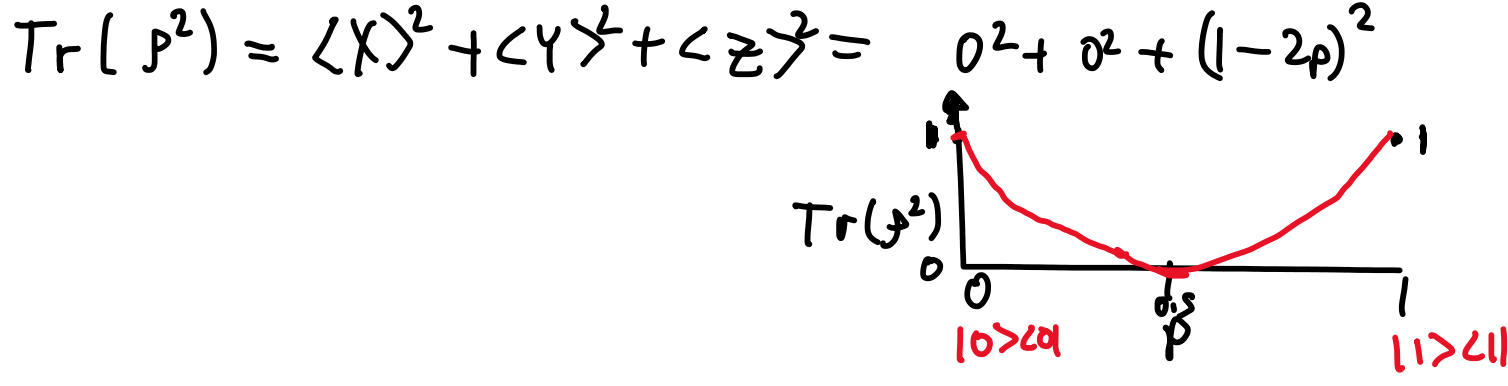 Tr(ρ²) = ⟨X⟩² + ⟨Y⟩² + ⟨Z⟩² = 0² + 0² + (1-2p)²
1 1
Tr(ρ²)
0
0 0.5 1
p
|0><0| |1><1|